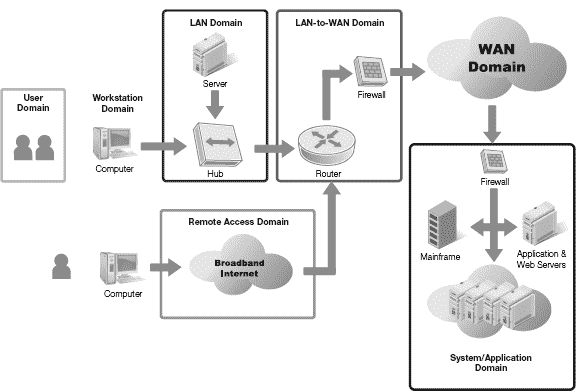 LAN Domain
LAN-to-WAN Domain
WAN
Domain
Server
Firewall
User
Domain
Workstation
Domain
Computer
Hub
Router
Firewall
Remote Access Domain
Broadband
Internet
Computer
Mainframe
Application &
Web Servers
System/Application
Domain